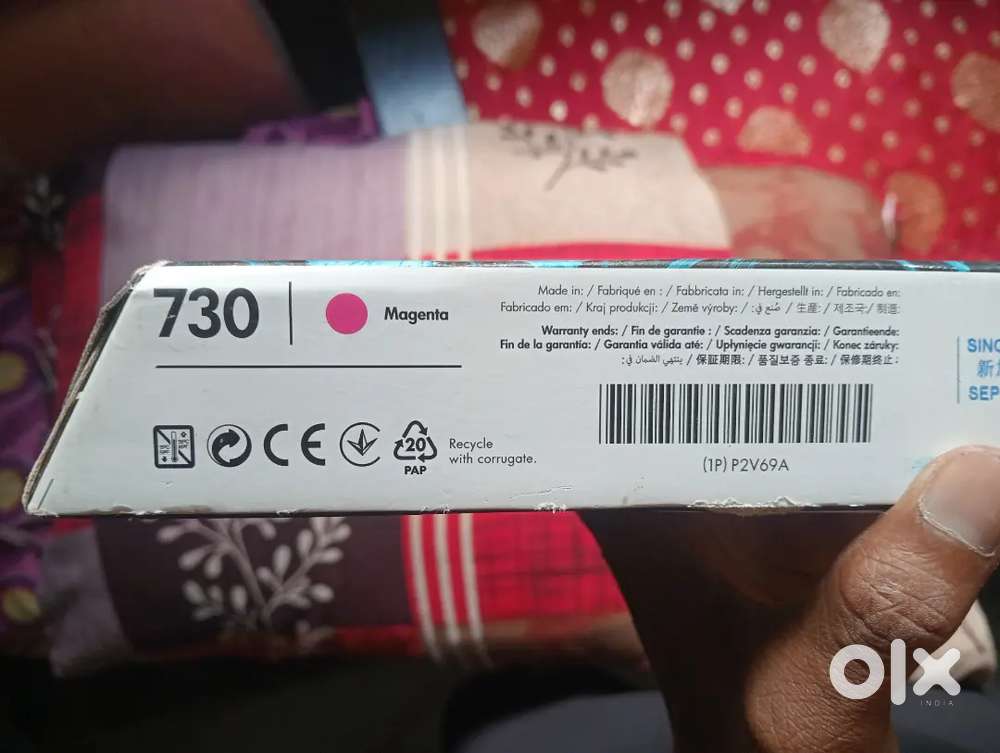 730
Magenta
Made in: / Fabriqué en : / Fabbricato in: / Hergestellt in: / Fabricado en:
Fabricado em: / Kraj produkcji: / Země výroby: / صُنع في: / 生産: / 제조국/ 制造:
Warranty ends: / Fin de garantie : / Scadenza garanzia: / Garantieende:
Fin de la garantía: / Garantia válida até: / Upłynięcie gwarancji: / Konec záruky:
ينتهي الضمان في: / 保証期限: / 품질보증 종료: / 保修期终止:
SING
SEP
20
PAP
Recycle
with corrugate.
CE
(1P) P2V69A
olx
INDIA